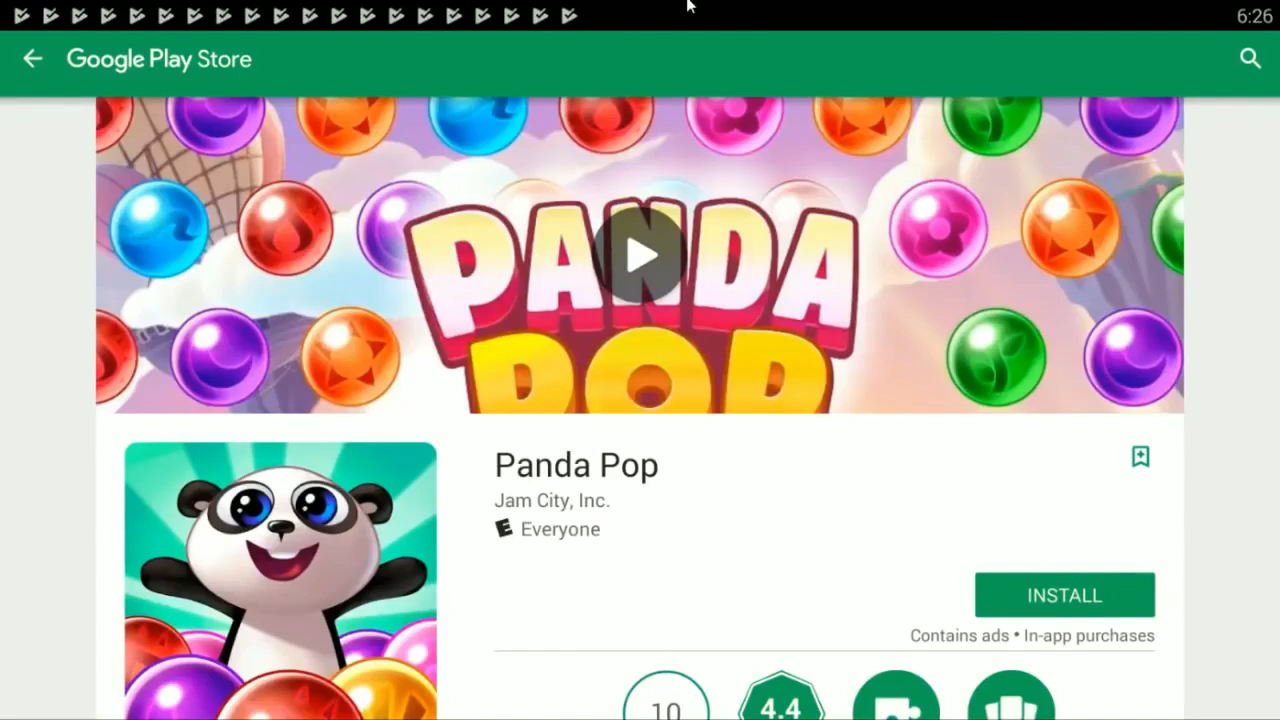 6:26
Google Play Store
PANDA
POP
Panda Pop
Jam City, Inc.
E Everyone
INSTALL
Contains ads • In-app purchases
10
4.4